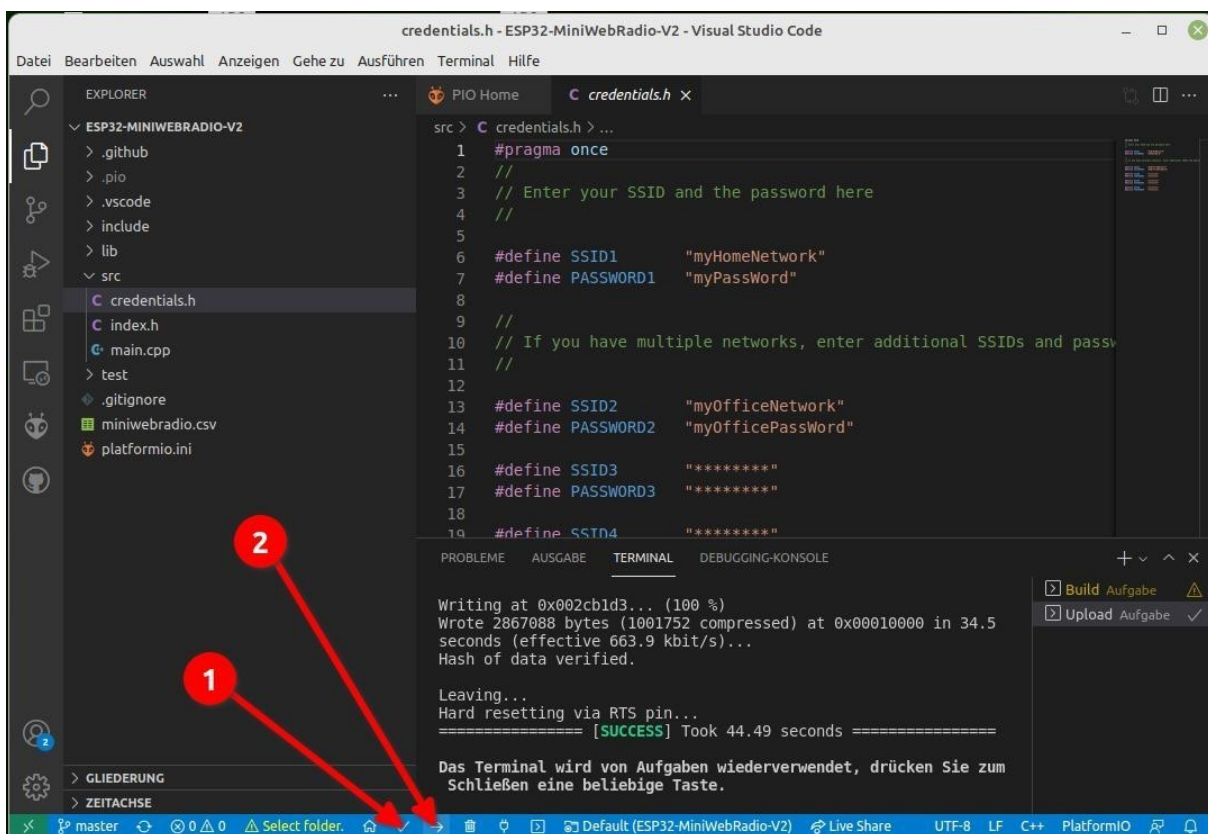 credentials.h - ESP32-MiniWebRadio-V2 - Visual Studio Code
Datei Bearbeiten Auswahl Anzeigen Gehe zu Ausführen Terminal Hilfe
EXPLORER
ESP32-MINIWEBRADIO-V2
.github
.pio
.vscode
include
lib
src
credentials.h
index.h
main.cpp
test
.gitignore
miniwebradio.csv
platformio.ini
GLIEDERUNG
ZEITACHSE
PIO Home C credentials.h
src > C credentials.h > ...
1 #pragma once
2 //
3 // Enter your SSID and the password here
4 //
5
6 #define SSID1 "myHomeNetwork"
7 #define PASSWORD1 "myPassWord"
8
9 //
10 // If you have multiple networks, enter additional SSIDs and passw
11 //
12
13 #define SSID2 "myOfficeNetwork"
14 #define PASSWORD2 "myOfficePassWord"
15
16 #define SSID3 "********"
17 #define PASSWORD3 "********"
18
19 #define SSID4 "********"
2
1
PROBLEME AUSGABE TERMINAL DEBUGGING-KONSOLE
Writing at 0x002cb1d3... (100 %)
Wrote 2867088 bytes (1001752 compressed) at 0x00010000 in 34.5
seconds (effective 663.9 kbit/s)...
Hash of data verified.
Leaving...
Hard resetting via RTS pin...
================ [SUCCESS] Took 44.49 seconds ================
Das Terminal wird von Aufgaben wiederverwendet, drücken Sie zum
Schließen eine beliebige Taste.
Build Aufgabe
Upload Aufgabe
2
master 0 0 Select folder. Default (ESP32-MiniWebRadio-V2) Live Share UTF-8 LF C++ PlatformIO